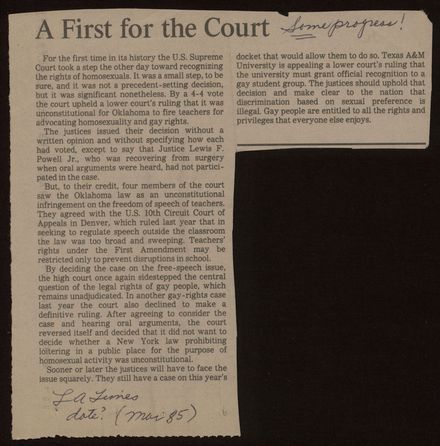 A First for the Court
Some progress!
For the first time in its history the U.S. Supreme
Court took a step the other day toward recognizing
the rights of homosexuals. It was a small step, to be
sure, and it was not a precedent-setting decision,
but it was significant nonetheless. By a 4-4 vote
the court upheld a lower court's ruling that it was
unconstitutional for Oklahoma to fire teachers for
advocating homosexuality and gay rights.
The justices issued their decision without a
written opinion and without specifying how each
had voted, except to say that Justice Lewis F.
Powell Jr., who was recovering from surgery
when oral arguments were heard, had not partici-
pated in the case.
But, to their credit, four members of the court
saw the Oklahoma law as an unconstitutional
infringement on the freedom of speech of teachers.
They agreed with the U.S. 10th Circuit Court of
Appeals in Denver, which ruled last year that in
seeking to regulate speech outside the classroom
the law was too broad and sweeping. Teachers'
rights under the First Amendment may be
restricted only to prevent disruptions in school.
By deciding the case on the free-speech issue,
the high court once again sidestepped the central
question of the legal rights of gay people, which
remains unadjudicated. In another gay-rights case
last year the court also declined to make a
definitive ruling. After agreeing to consider the
case and hearing oral arguments, the court
reversed itself and decided that it did not want to
decide whether a New York law prohibiting
loitering in a public place for the purpose of
homosexual activity was unconstitutional.
Sooner or later the justices will have to face the
issue squarely. They still have a case on this year's
docket that would allow them to do so. Texas A&M
University is appealing a lower court's ruling that
the university must grant official recognition to a
gay student group. The justices should uphold that
decision and make clear to the nation that
discrimination based on sexual preference is
illegal. Gay people are entitled to all the rights and
privileges that everyone else enjoys.
LA Times
date? (Mar 85)